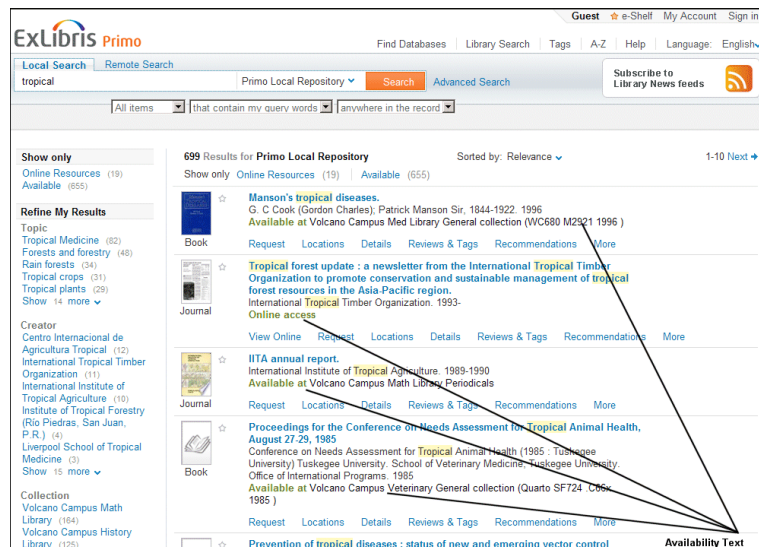 Guest e-Shelf My Account Sign in
ExLibris Primo
Find Databases Library Search Tags A-Z Help Language: English
Local Search Remote Search
tropical Primo Local Repository Search Advanced Search
Subscribe to
Library News feeds
All items that contain my query words anywhere in the record
Show only
Online Resources (19)
Available (655)
Refine My Results
Topic
Tropical Medicine (82)
Forests and forestry (48)
Rain forests (34)
Tropical crops (31)
Tropical plants (29)
Show 14 more
Creator
Centro Internacional de
Agricultura Tropical (12)
International Tropical Timber
Organization (11)
International Institute of
Tropical Agriculture (10)
Institute of Tropical Forestry
(Río Piedras, San Juan,
P.R.) (4)
Liverpool School of Tropical
Medicine (3)
Show 15 more
Collection
Volcano Campus Math
Library (164)
Volcano Campus History
Library (125)
699 Results for Primo Local Repository Sorted by: Relevance 1-10 Next
Show only Online Resources (19) Available (655)
Manson's tropical diseases.
G. C Cook (Gordon Charles); Patrick Manson Sir, 1844-1922. 1996
Available at Volcano Campus Med Library General collection (WC680 M2921 1996 )
Book
Request Locations Details Reviews & Tags Recommendations More
Tropical forest update : a newsletter from the International Tropical Timber
Organization to promote conservation and sustainable management of tropical
forest resources in the Asia-Pacific region.
International Tropical Timber Organization. 1993-
Online access
Journal
View Online Request Locations Details Reviews & Tags Recommendations More
IITA annual report.
International Institute of Tropical Agriculture. 1989-1990
Available at Volcano Campus Math Library Periodicals
Journal
Request Locations Details Reviews & Tags Recommendations More
Proceedings for the Conference on Needs Assessment for Tropical Animal Health,
August 27-29, 1985
Conference on Needs Assessment for Tropical Animal Health (1985 : Tuskegee
University) Tuskegee University. School of Veterinary Medicine; Tuskegee University.
Office of International Programs. 1985
Available at Volcano Campus Veterinary General collection (Quarto SF724 .C66x
1985 )
Book
Request Locations Details Reviews & Tags Recommendations More
Prevention of tropical diseases : status of new and emerging vector control
Availability Text